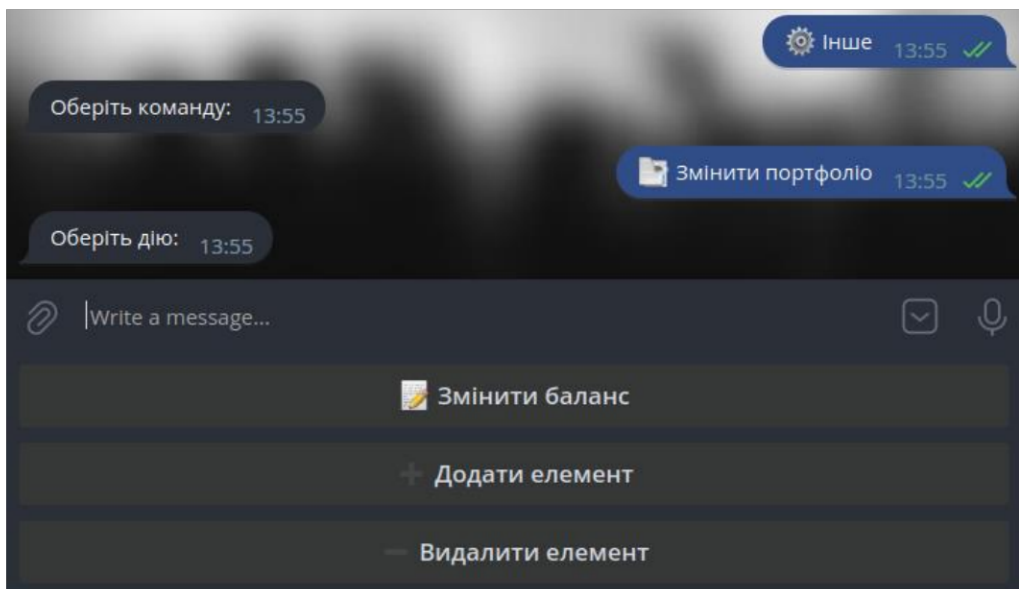 ⚙️ Інше 13:55
Оберіть команду: 13:55
Змінити портфоліо 13:55
Оберіть дію: 13:55
Write a message...
📝 Змінити баланс
➕ Додати елемент
➖ Видалити елемент